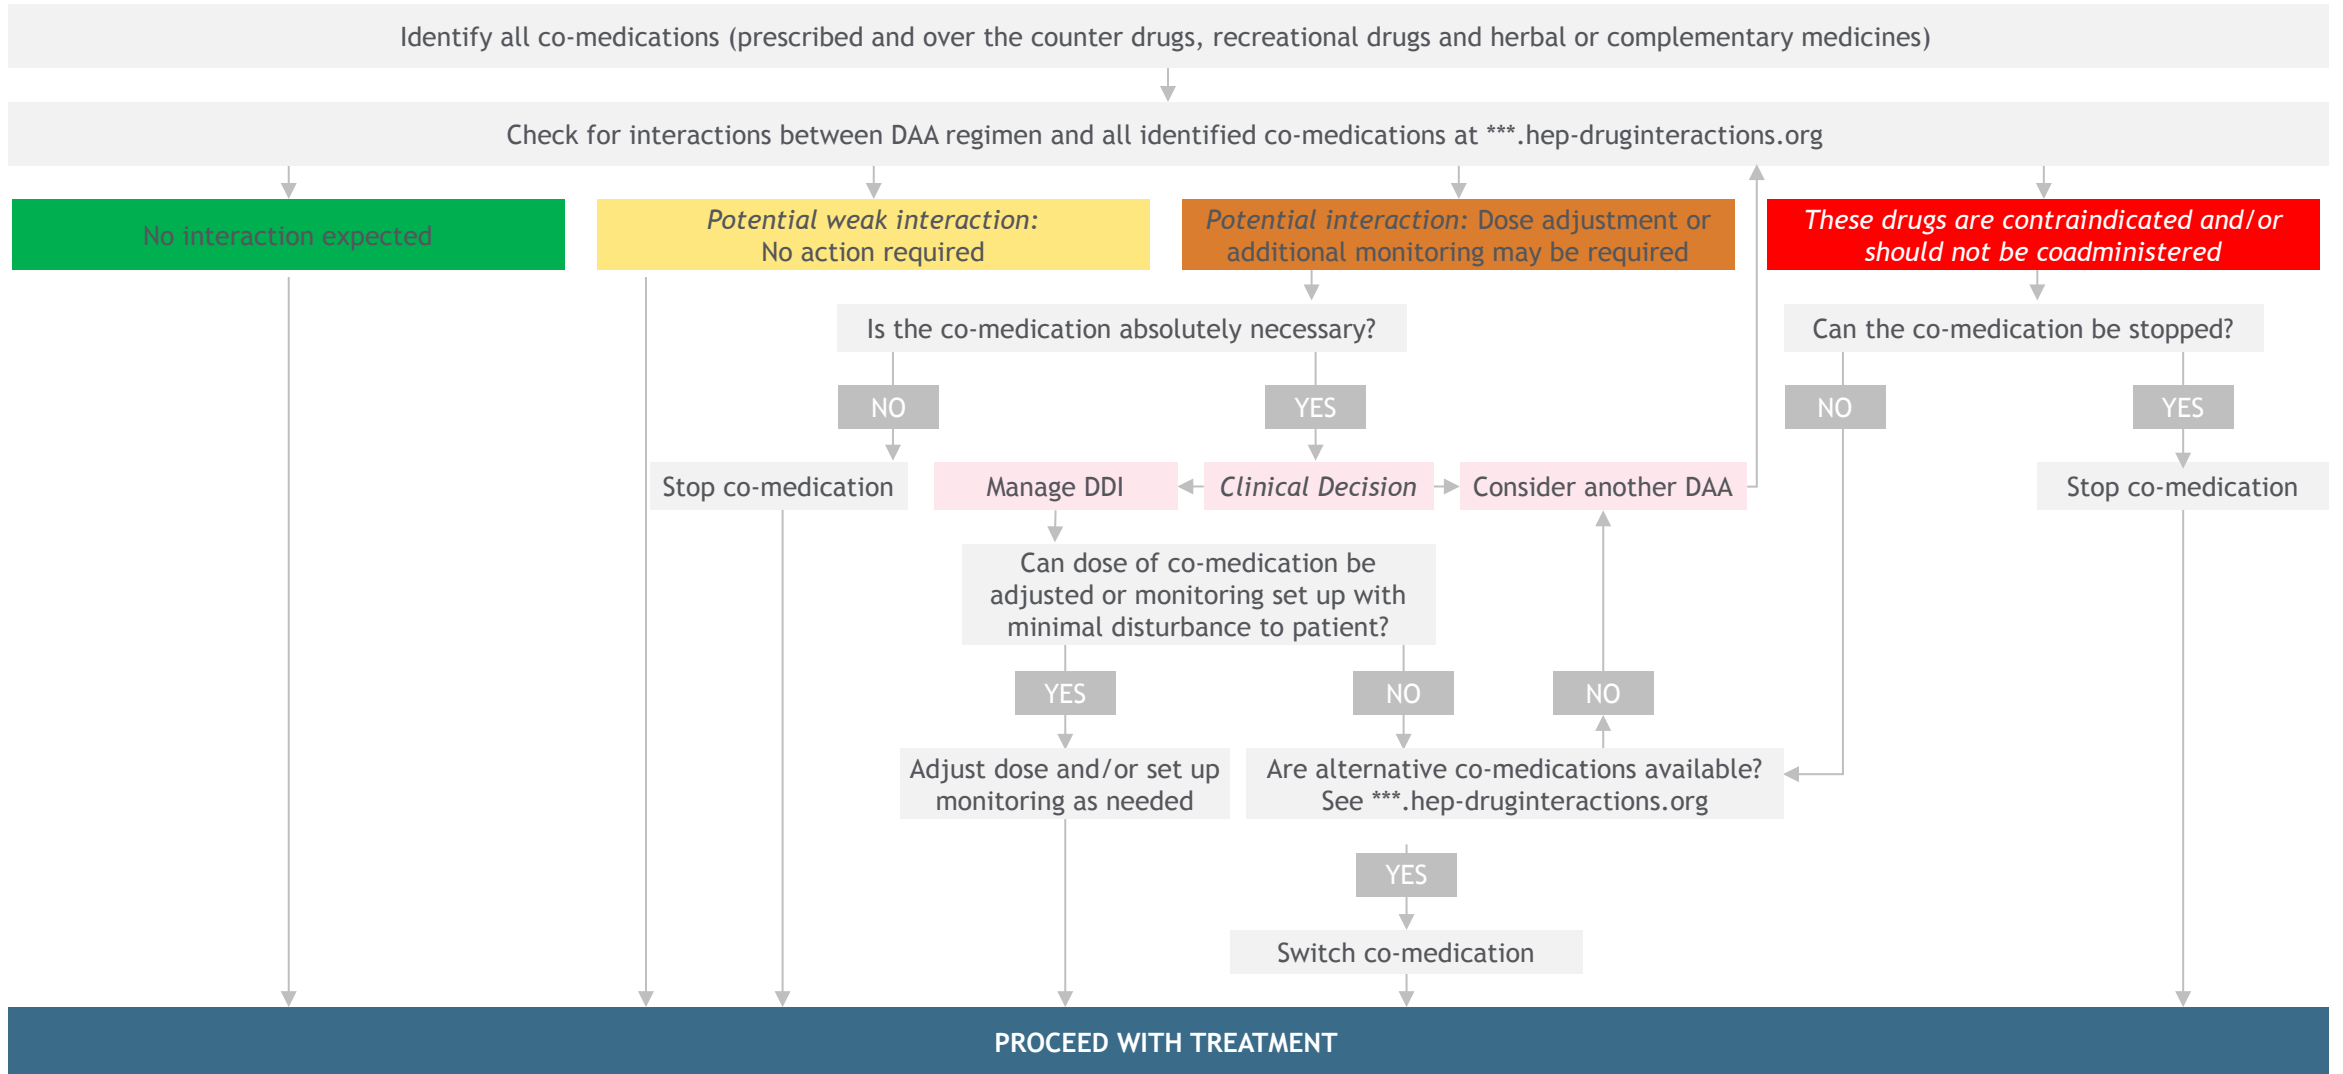 Identify all co-medications (prescribed and over the counter drugs, recreational drugs and herbal or complementary medicines)
Check for interactions between DAA regimen and all identified co-medications at ***.hep-druginteractions.org
No interaction expected
Potential weak interaction:
No action required
Potential interaction: Dose adjustment or
additional monitoring may be required
These drugs are contraindicated and/or
should not be coadministered
Is the co-medication absolutely necessary?
Can the co-medication be stopped?
NO
YES
NO
YES
Stop co-medication
Manage DDI
Clinical Decision
Consider another DAA
Stop co-medication
Can dose of co-medication be
adjusted or monitoring set up with
minimal disturbance to patient?
YES
NO
NO
Adjust dose and/or set up
monitoring as needed
Are alternative co-medications available?
See ***.hep-druginteractions.org
YES
Switch co-medication
PROCEED WITH TREATMENT